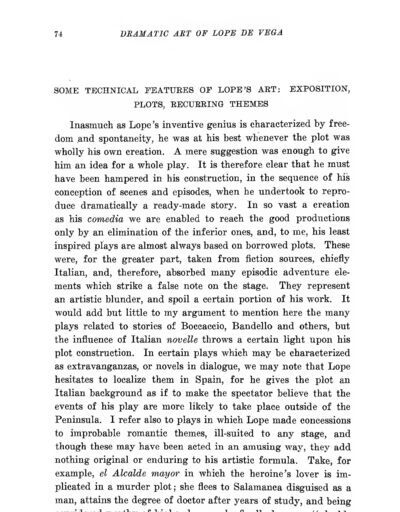 74 DRAMATIC ART OF LOPE DE VEGA
SOME TECHNICAL FEATURES OF LOPE'S ART: EXPOSITION,
PLOTS, RECURRING THEMES
Inasmuch as Lope's inventive genius is characterized by free-
dom and spontaneity, he was at his best whenever the plot was
wholly his own creation. A mere suggestion was enough to give
him an idea for a whole play. It is therefore clear that he must
have been hampered in his construction, in the sequence of his
conception of scenes and episodes, when he undertook to repro-
duce dramatically a ready-made story. In so vast a creation
as his comedia we are enabled to reach the good productions
only by an elimination of the inferior ones, and, to me, his least
inspired plays are almost always based on borrowed plots. These
were, for the greater part, taken from fiction sources, chiefly
Italian, and, therefore, absorbed many episodic adventure ele-
ments which strike a false note on the stage. They represent
an artistic blunder, and spoil a certain portion of his work. It
would add but little to my argument to mention here the many
plays related to stories of Boccaccio, Bandello and others, but
the influence of Italian novelle throws a certain light upon his
plot construction. In certain plays which may be characterized
as extravanganzas, or novels in dialogue, we may note that Lope
hesitates to localize them in Spain, for he gives the plot an
Italian background as if to make the spectator believe that the
events of his play are more likely to take place outside of the
Peninsula. I refer also to plays in which Lope made concessions
to improbable romantic themes, ill-suited to any stage, and
though these may have been acted in an amusing way, they add
nothing original or enduring to his artistic formula. Take, for
example, el Alcalde mayor in which the heroine's lover is im-
plicated in a murder plot; she flees to Salamanca disguised as a
man, attains the degree of doctor after years of study, and being